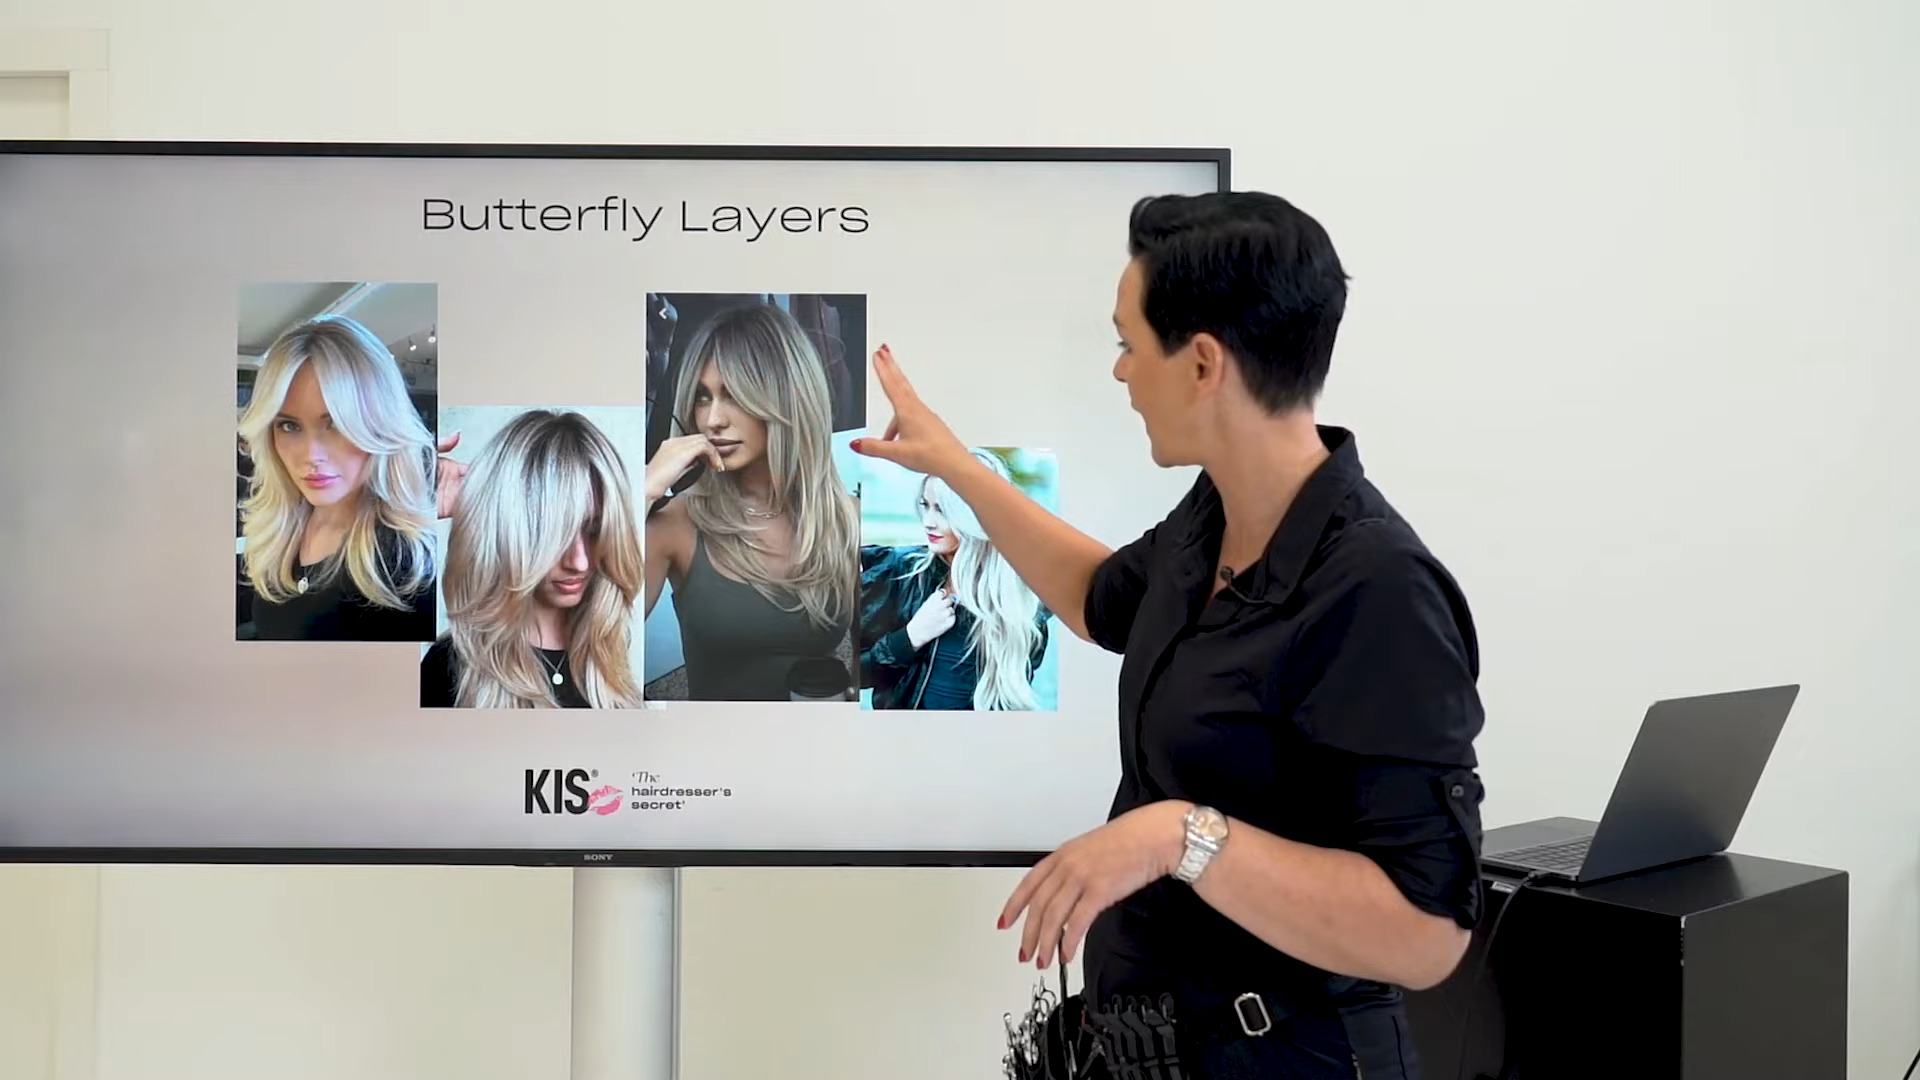 Butterfly Layers
KIS®
'The
hairdresser's
secret'
SONY